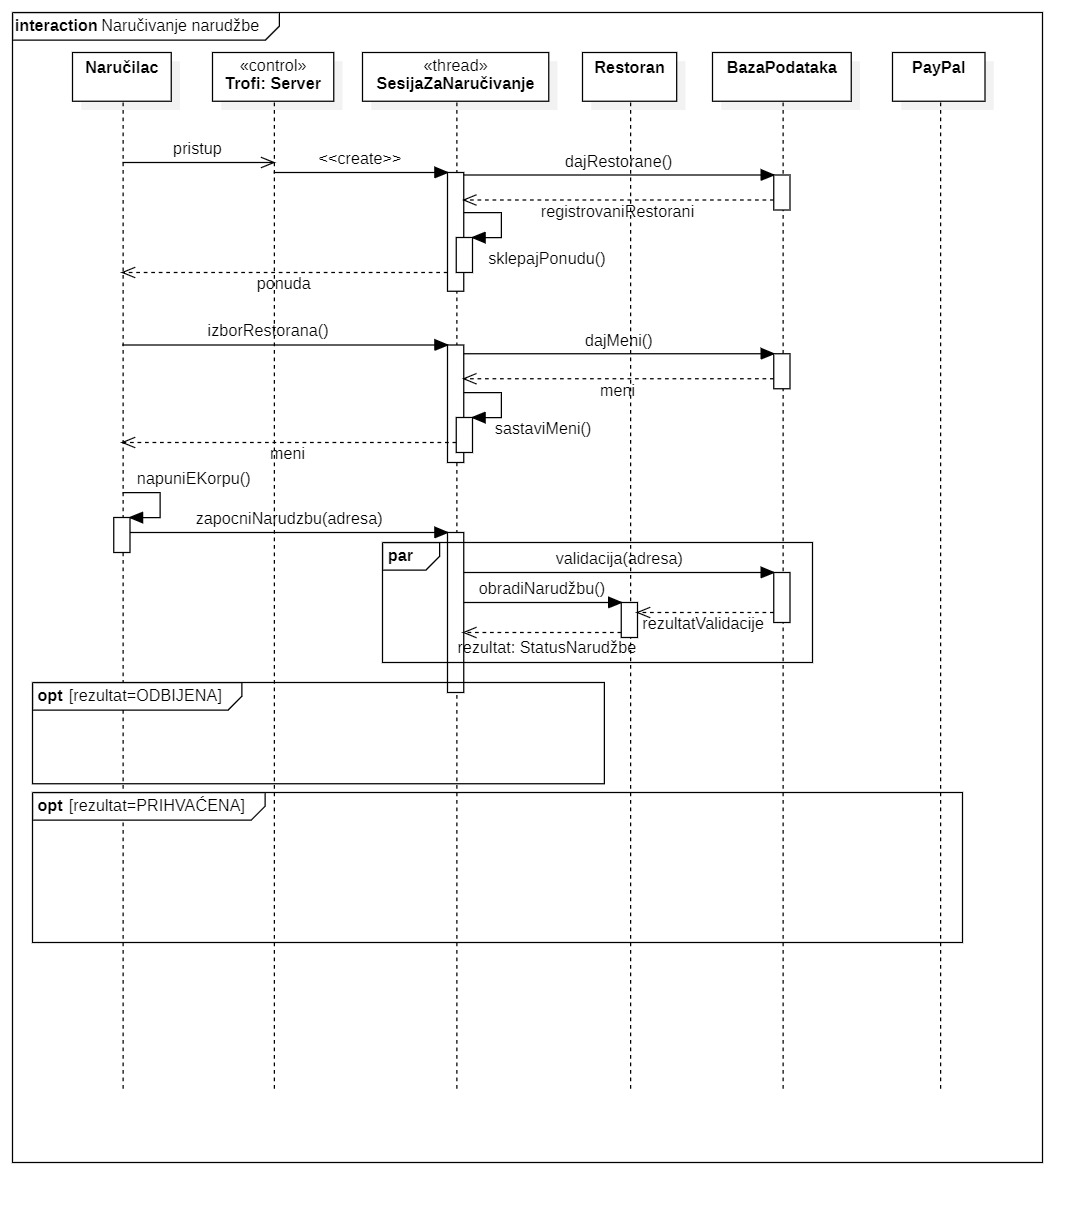 interaction Naručivanje narudžbe
Naručilac
«control»
Trofi: Server
«thread»
SesijaZaNaručivanje
Restoran
BazaPodataka
PayPal
pristup
<<create>>
dajRestorane()
registrovaniRestorani
sklepajPonudu()
ponuda
izborRestorana()
dajMeni()
meni
sastaviMeni()
meni
napuniEKorpu()
zapocniNarudzbu(adresa)
par
validacija(adresa)
obradiNarudžbu()
rezultatValidacije
rezultat: StatusNarudžbe
opt [rezultat=ODBIJENA]
opt [rezultat=PRIHVAĆENA]